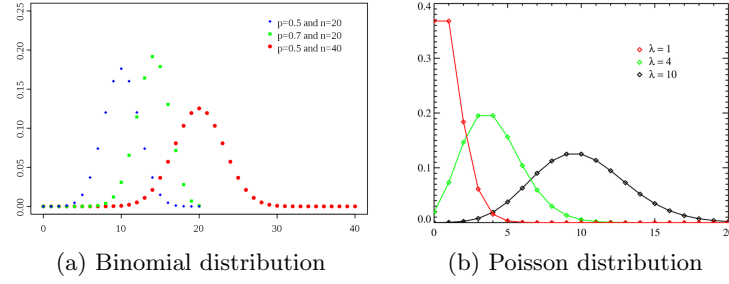 0.25
0.20
0.15
0.10
0.05
0.00
0
10
20
30
40
p=0.5 and n=20
p=0.7 and n=20
p=0.5 and n=40
(a) Binomial distribution
0.4
0.3
0.2
0.1
0.0
0
5
10
15
20
λ = 1
λ = 4
λ = 10
(b) Poisson distribution